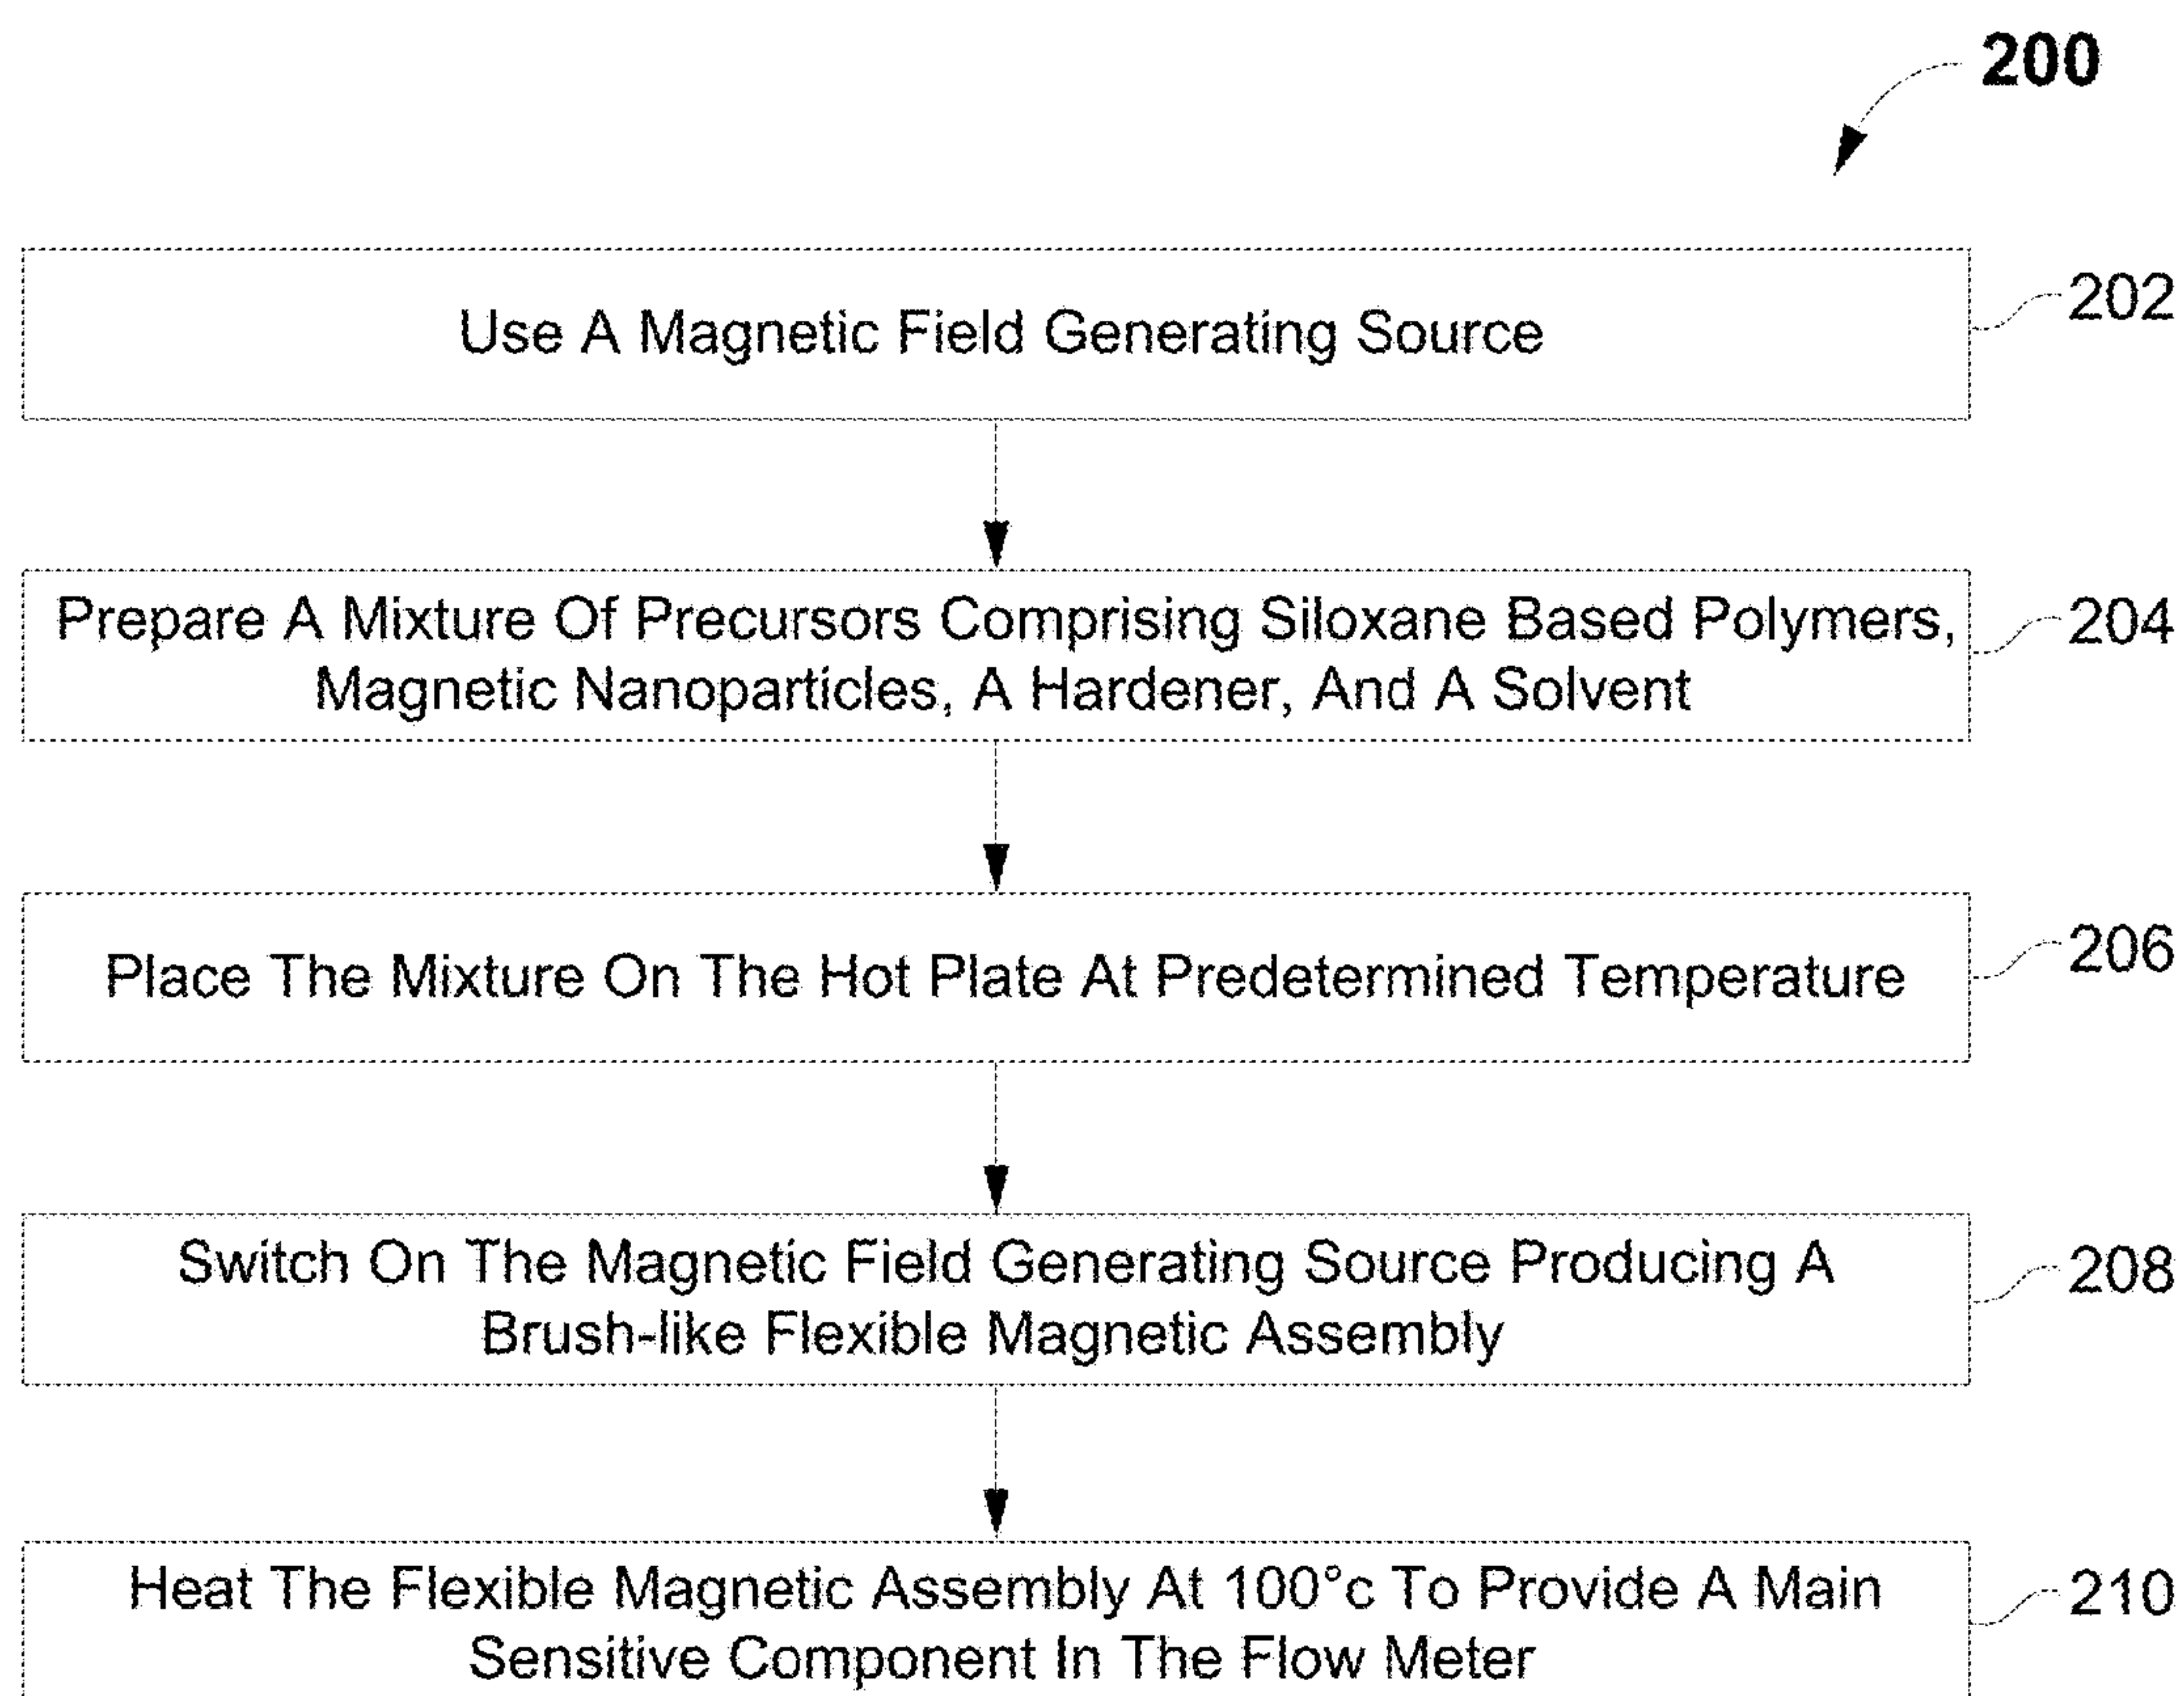 200
Use A Magnetic Field Generating Source
202
Prepare A Mixture Of Precursors Comprising Siloxane Based Polymers,
Magnetic Nanoparticles, A Hardener, And A Solvent
204
Place The Mixture On The Hot Plate At Predetermined Temperature
206
Switch On The Magnetic Field Generating Source Producing A
Brush-like Flexible Magnetic Assembly
208
Heat The Flexible Magnetic Assembly At 100°c To Provide A Main
Sensitive Component In The Flow Meter
210